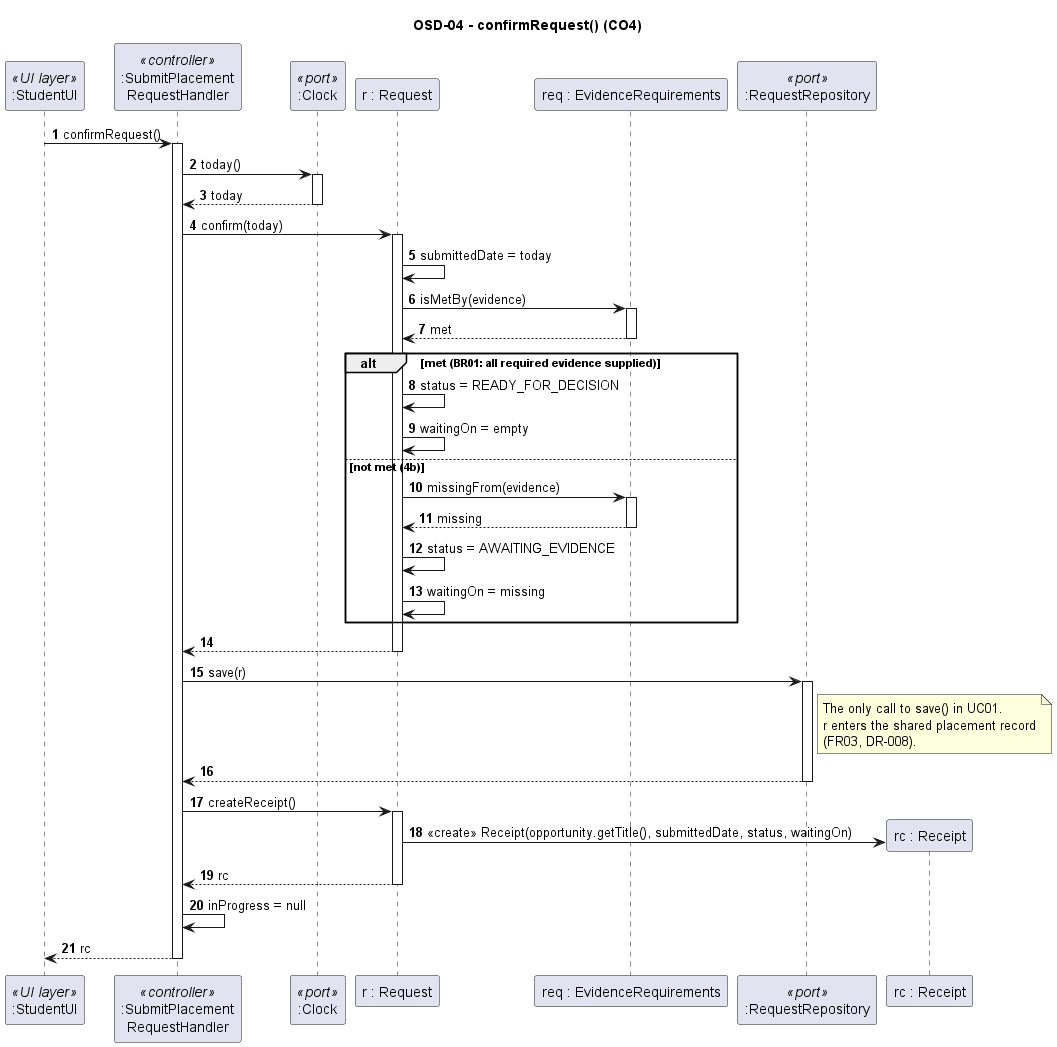 OSD-04 - confirmRequest() (CO4)
«UI layer»
:StudentUI
«controller»
:SubmitPlacement
RequestHandler
«port»
:Clock
r : Request
req : EvidenceRequirements
«port»
:RequestRepository
1 confirmRequest()
2 today()
3 today
4 confirm(today)
5 submittedDate = today
6 isMetBy(evidence)
7 met
alt [met (BR01: all required evidence supplied)]
8 status = READY_FOR_DECISION
9 waitingOn = empty
[not met (4b)]
10 missingFrom(evidence)
11 missing
12 status = AWAITING_EVIDENCE
13 waitingOn = missing
14
15 save(r)
The only call to save() in UC01.
r enters the shared placement record
(FR03, DR-008).
16
17 createReceipt()
18 «create» Receipt(opportunity.getTitle(), submittedDate, status, waitingOn)
rc : Receipt
19 rc
20 inProgress = null
21 rc
«UI layer»
:StudentUI
«controller»
:SubmitPlacement
RequestHandler
«port»
:Clock
r : Request
req : EvidenceRequirements
«port»
:RequestRepository
rc : Receipt